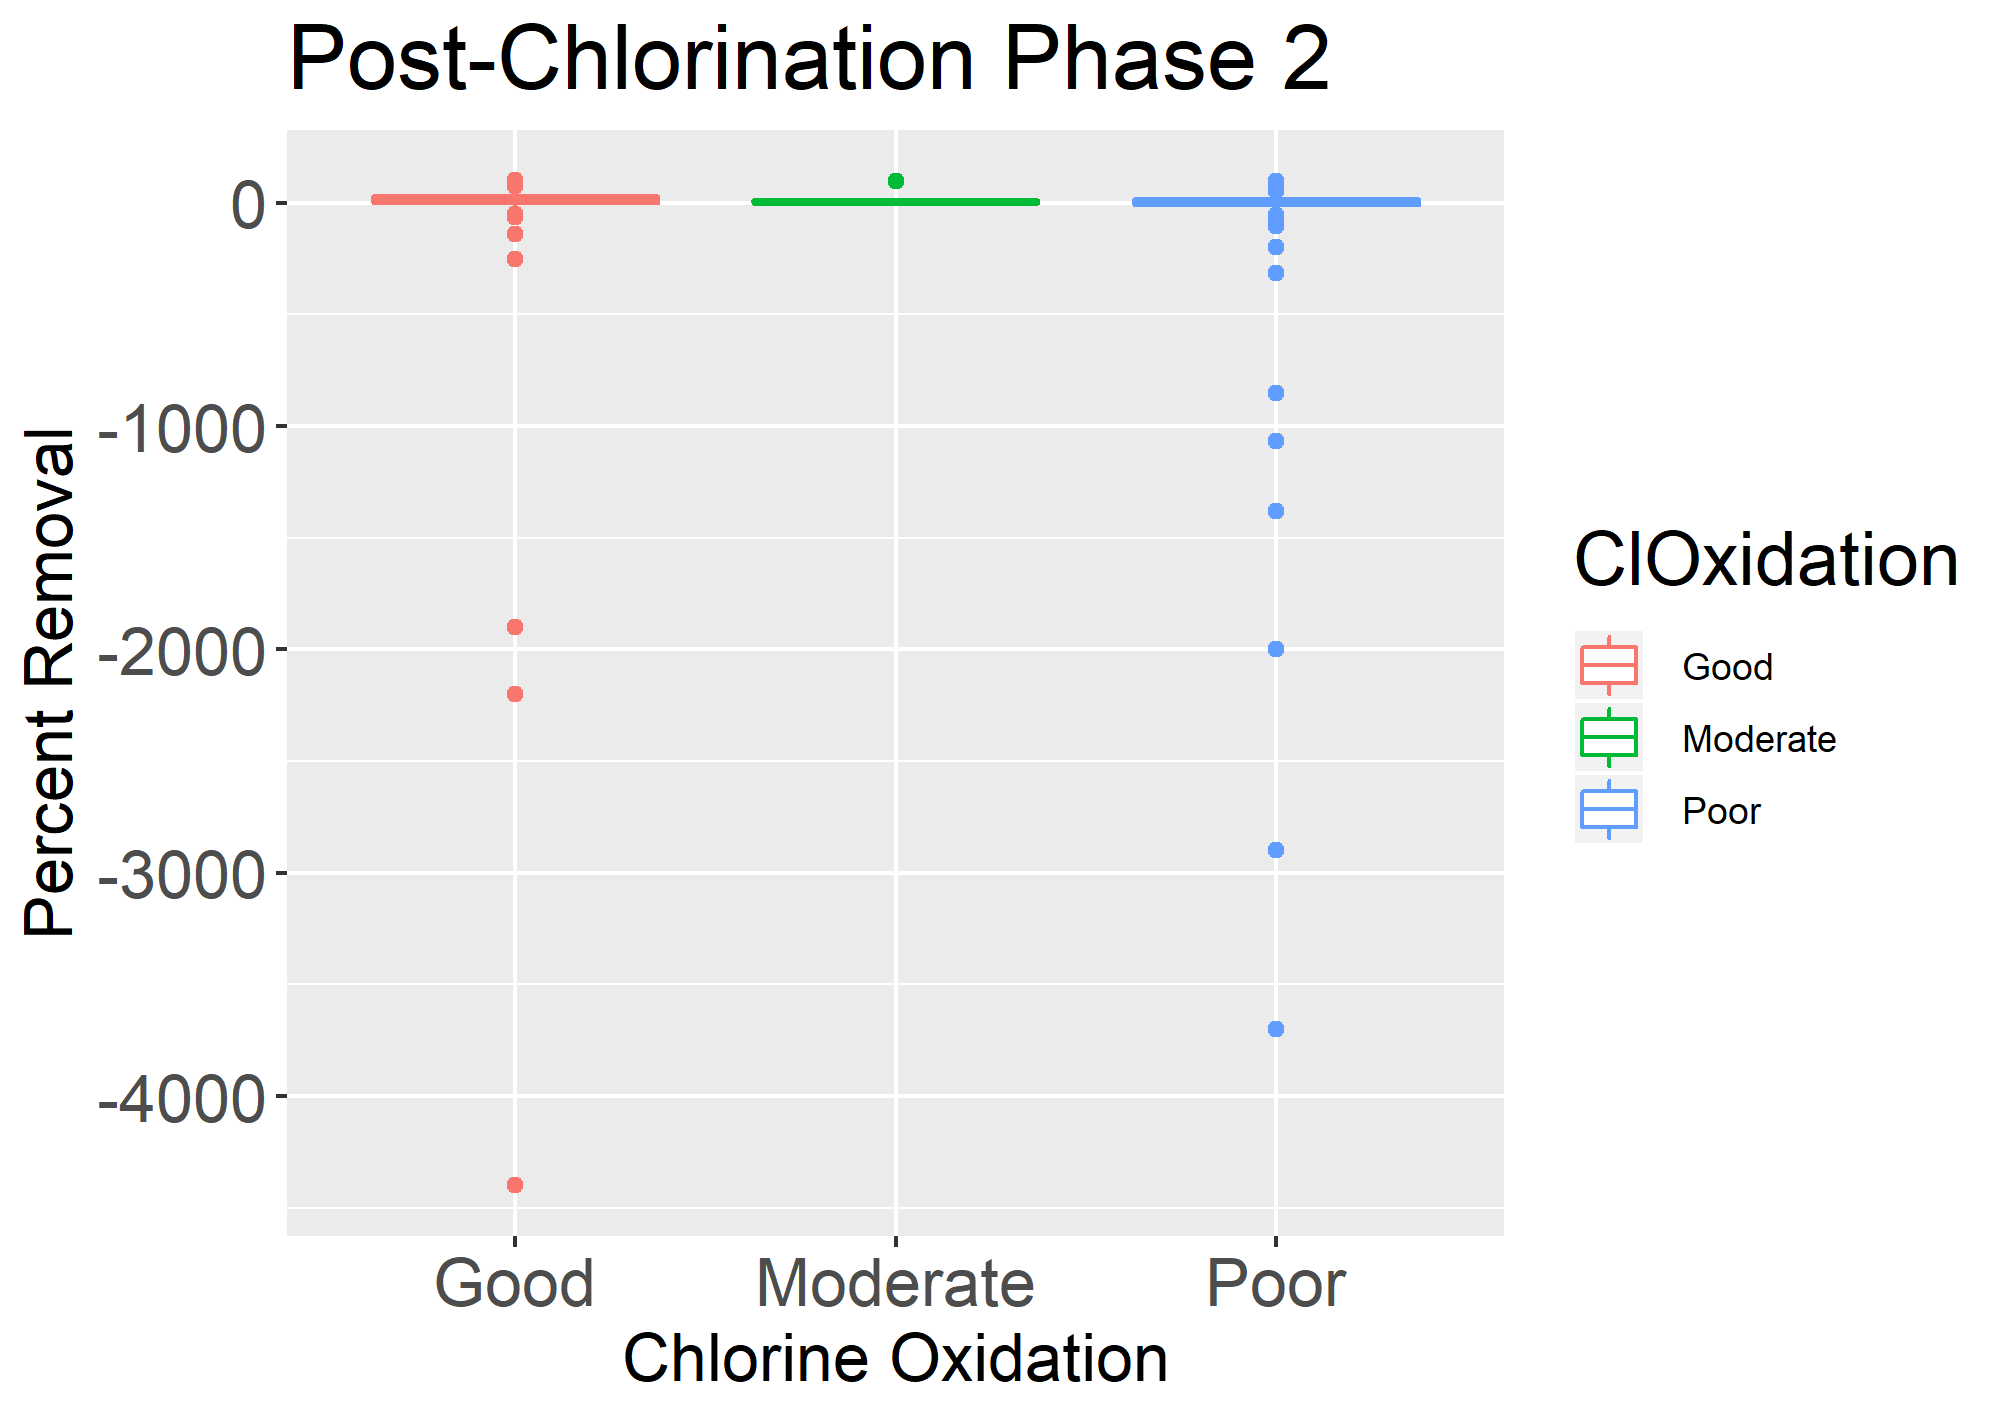 Post-Chlorination Phase 2
Percent Removal
0
-1000
-2000
-3000
-4000
Good
Moderate
Poor
Chlorine Oxidation
ClOxidation
Good
Moderate
Poor